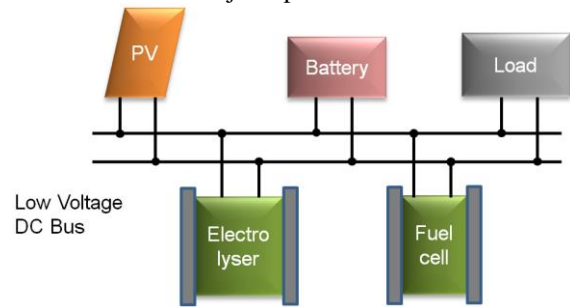 PV
Battery
Load
Low Voltage
DC Bus
Electro
lyser
Fuel
cell